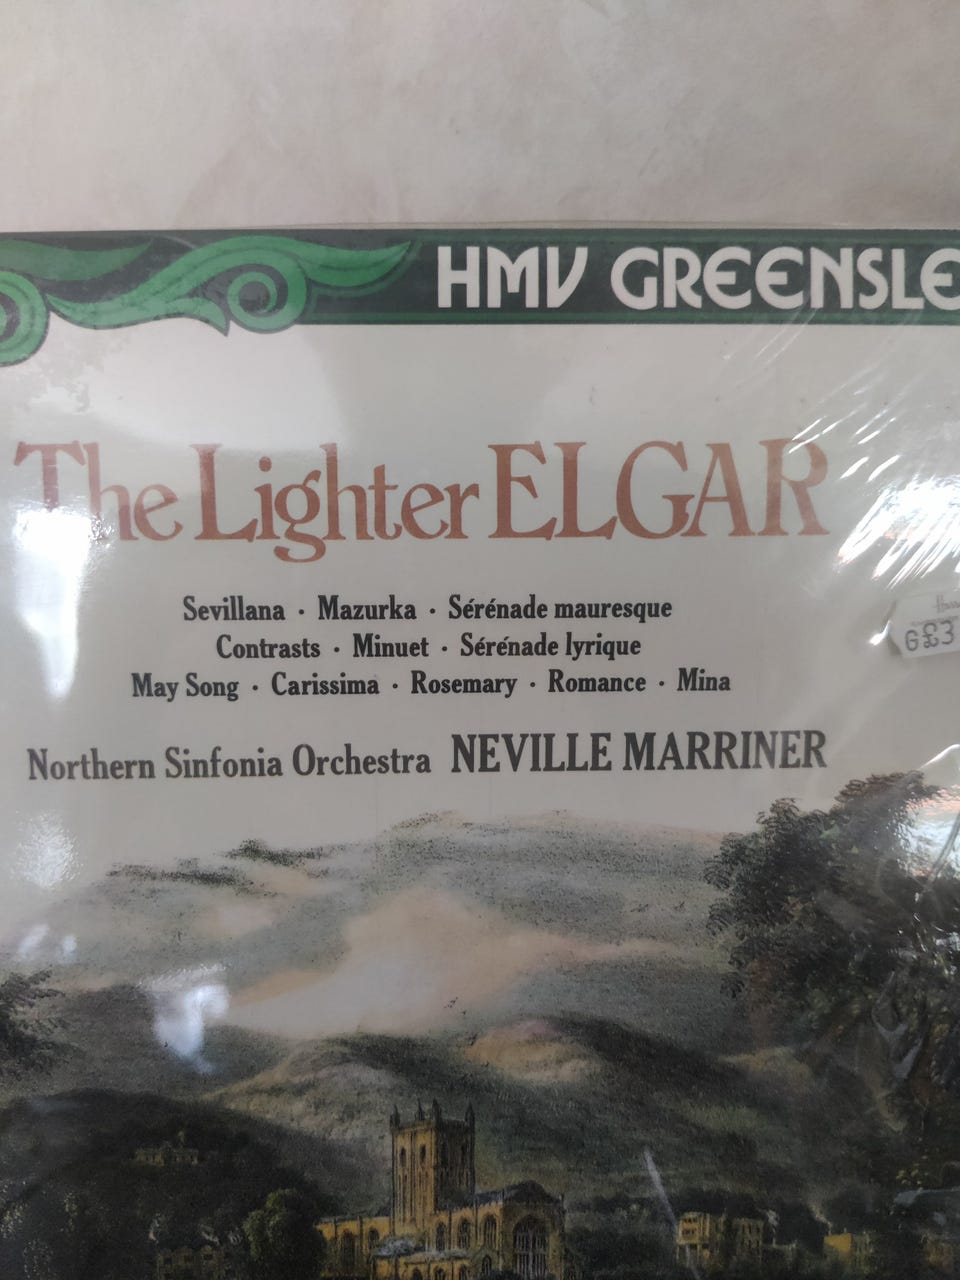 HMV GREENSLE
The Lighter ELGAR
Sevillana · Mazurka · Sérénade mauresque
Contrasts · Minuet · Sérénade lyrique
May Song · Carissima · Rosemary · Romance · Mina
Northern Sinfonia Orchestra NEVILLE MARRINER
G£3